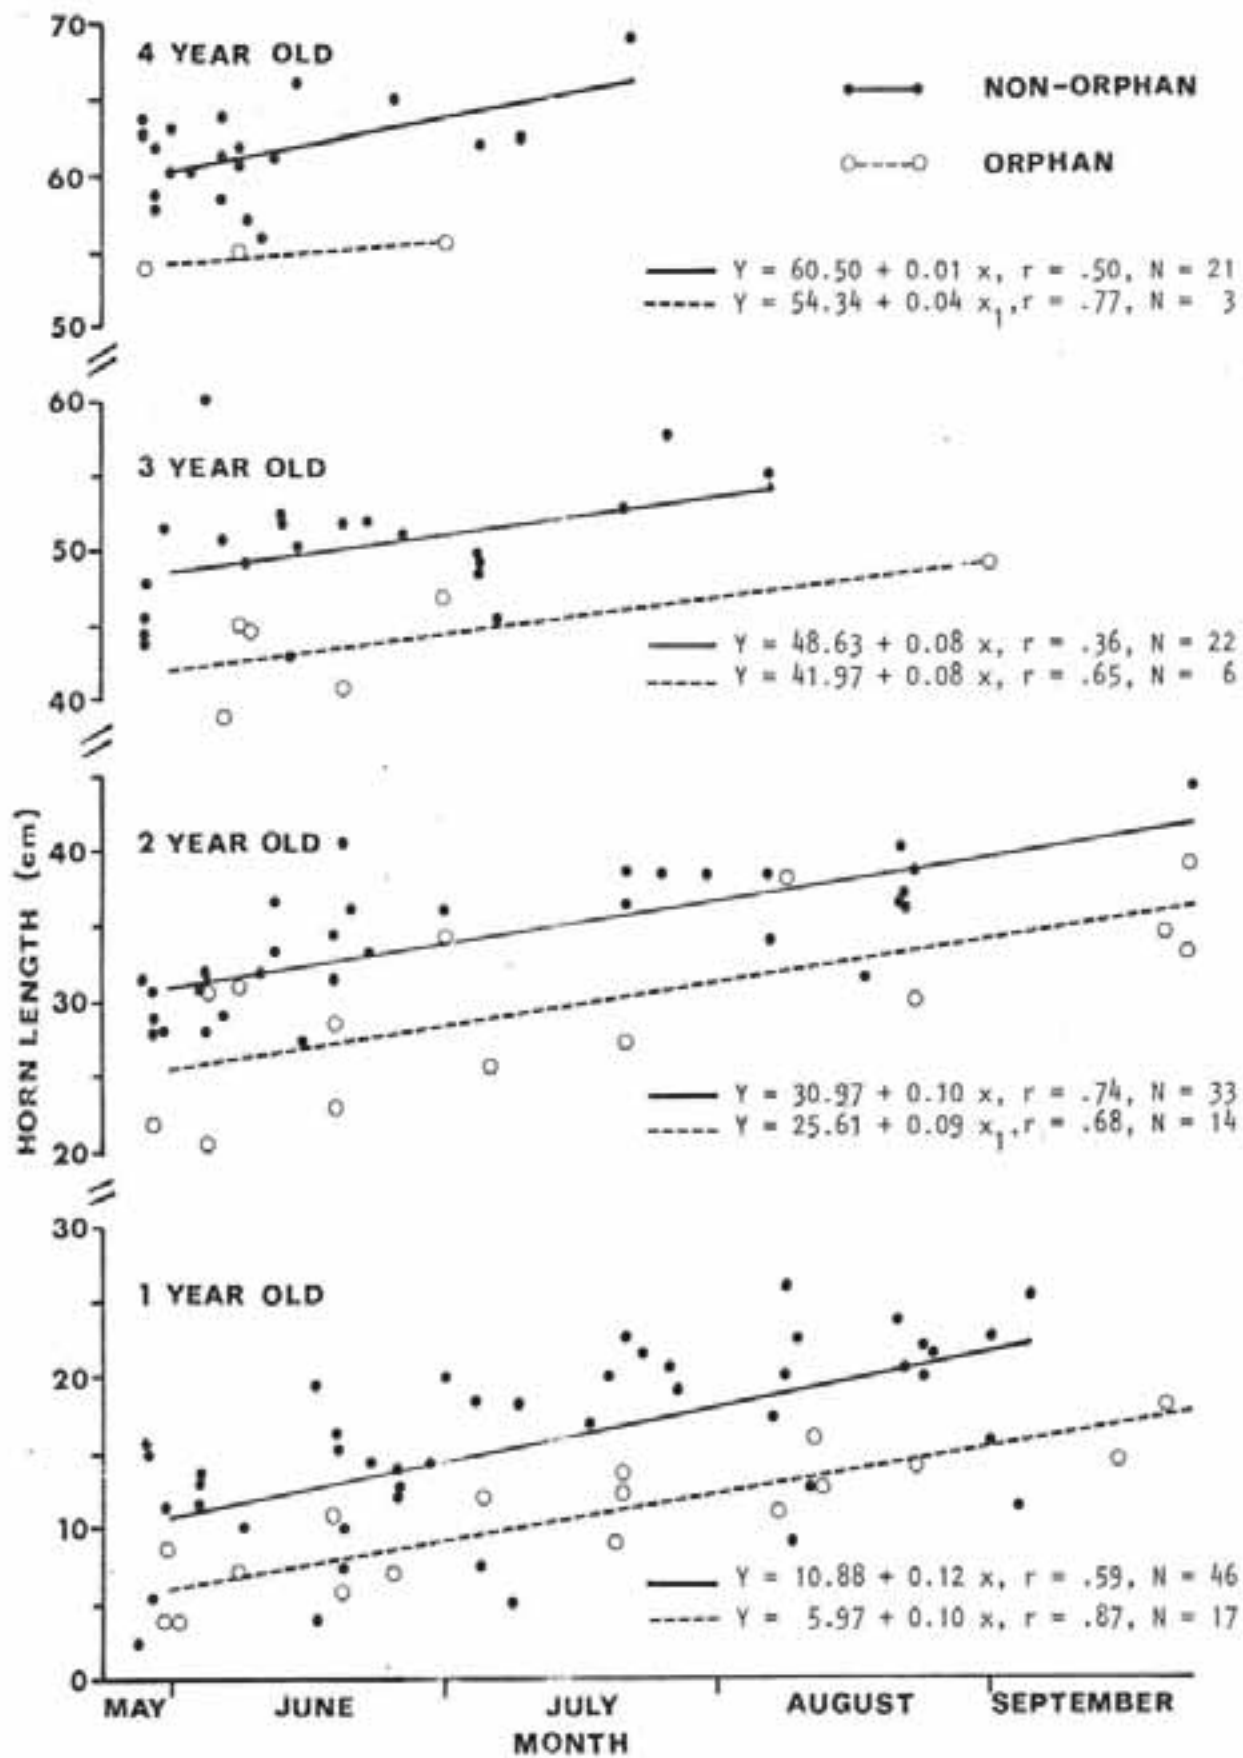 70
4 YEAR OLD
NON-ORPHAN
60
ORPHAN
Y = 60.50 + 0.01 x, r = .50, N = 21
Y = 54.34 + 0.04 x1,r = .77, N = 3
50
60
3 YEAR OLD
50
Y = 48.63 + 0.08 x, r = .36, N = 22
Y = 41.97 + 0.08 x, r = .65, N = 6
40
HORN LENGTH (cm)
2 YEAR OLD
40
30
Y = 30.97 + 0.10 x, r = .74, N = 33
Y = 25.61 + 0.09 x1,r = .68, N = 14
20
30
1 YEAR OLD
20
10
Y = 10.88 + 0.12 x, r = .59, N = 46
Y = 5.97 + 0.10 x, r = .87, N = 17
0
MAY JUNE JULY AUGUST SEPTEMBER
MONTH